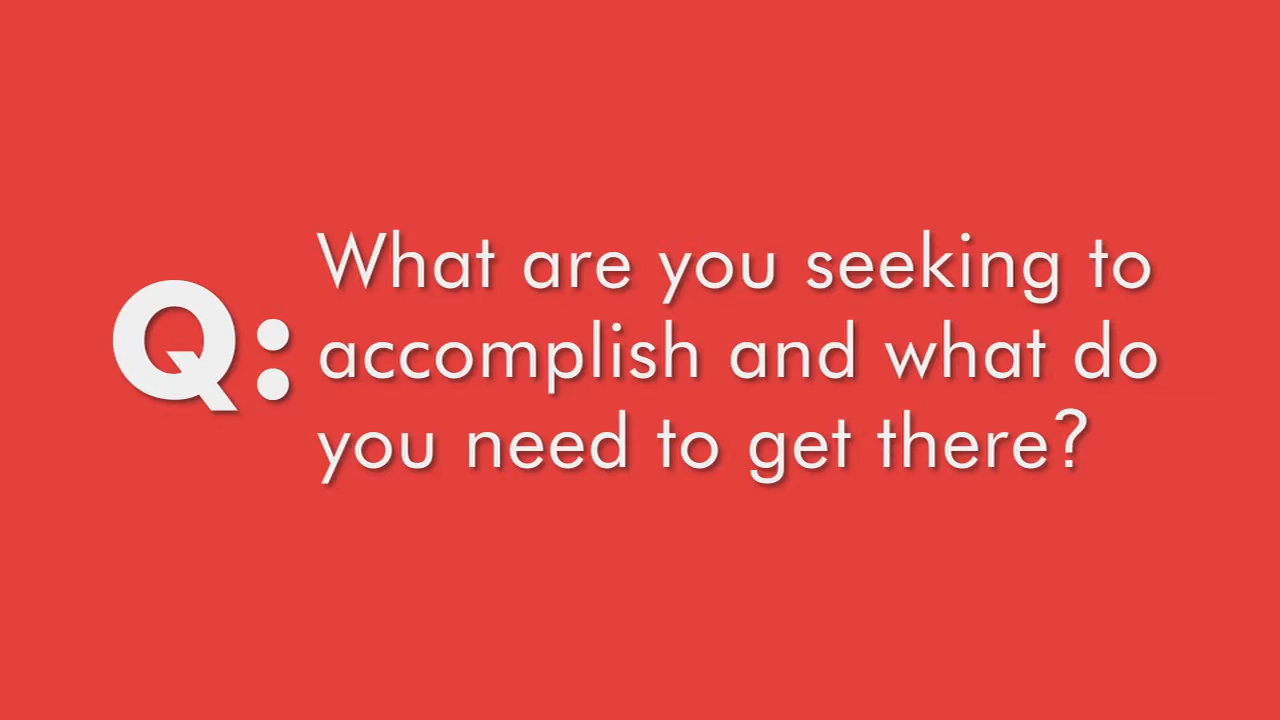 Q: What are you seeking to
accomplish and what do
you need to get there?